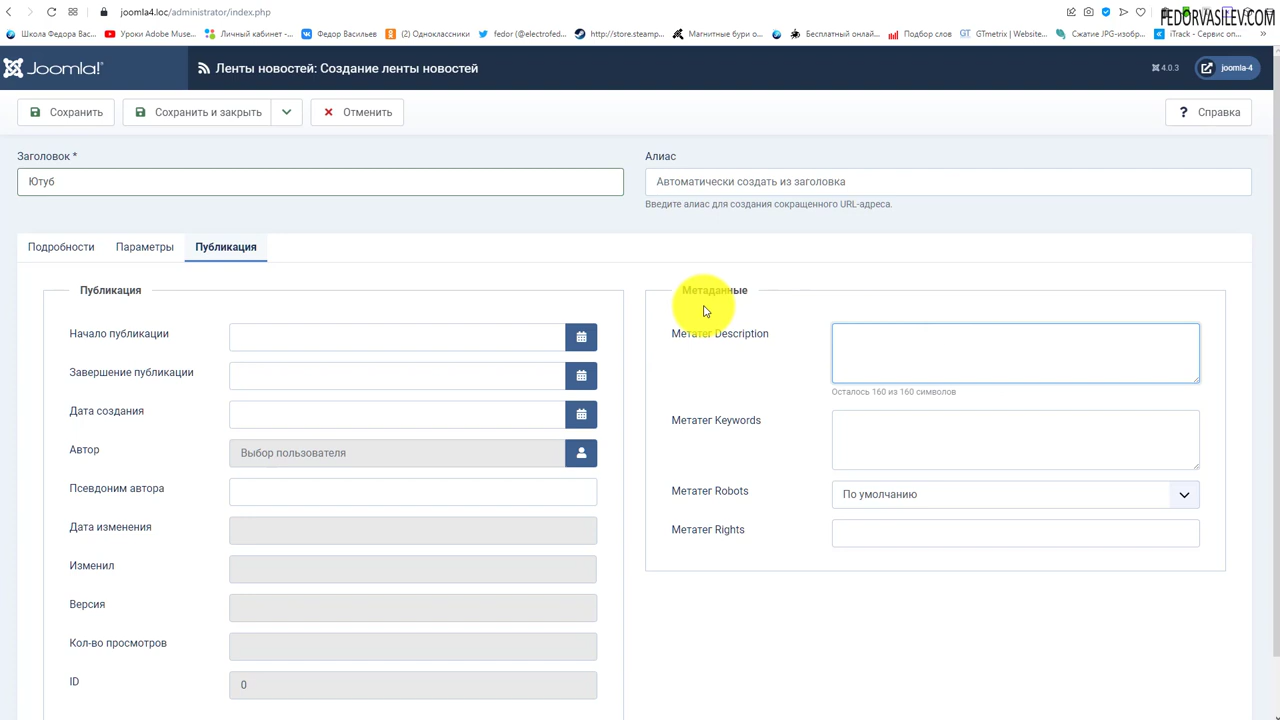 joomla4.loc/administrator/index.php
FEDORVASILEV.COM
Школа Федора Вас...
Уроки Adobe Muse...
Личный кабинет -...
Федор Васильев
(2) Одноклассники
fedor (@electrofed...
http://store.steamp...
Магнитные бури о...
Бесплатный онлай...
Подбор слов
GTmetrix | Website...
Сжатие JPG-изобр...
iTrack - Сервис оп...
Joomla!
Ленты новостей: Создание ленты новостей
4.0.3
joomla-4
Сохранить
Сохранить и закрыть
Отменить
Справка
Заголовок *
Алиас
Ютуб
Автоматически создать из заголовка
Введите алиас для создания сокращенного URL-адреса.
Подробности
Параметры
Публикация
Публикация
Начало публикации
Завершение публикации
Дата создания
Автор
Выбор пользователя
Псевдоним автора
Дата изменения
Изменил
Версия
Кол-во просмотров
ID
0
Метаданные
Метатег Description
Осталось 160 из 160 символов
Метатег Keywords
Метатег Robots
По умолчанию
Метатег Rights